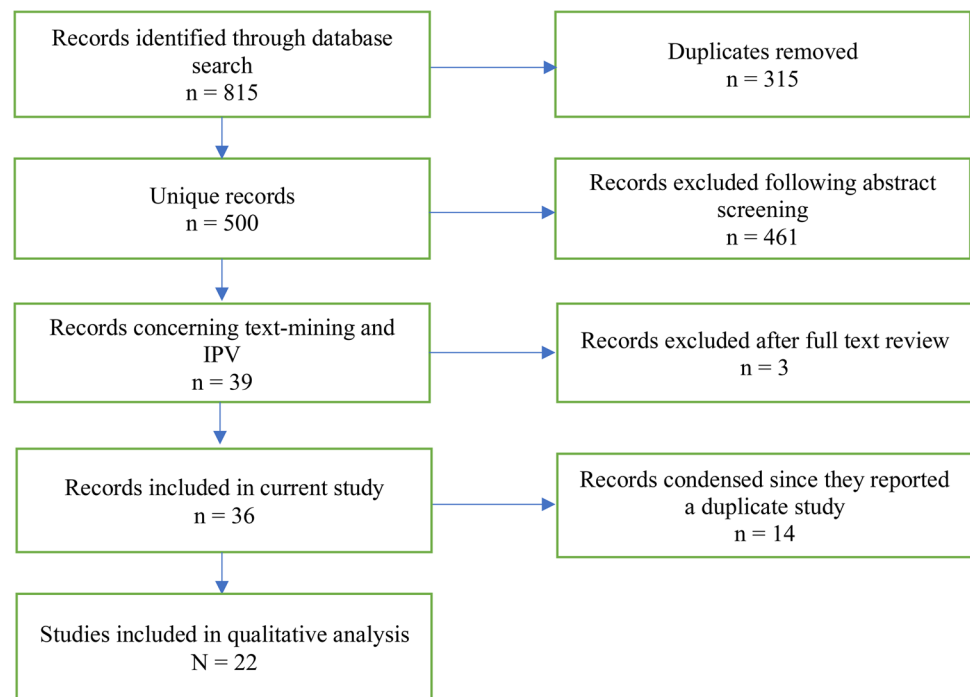 Records identified through database
search
n = 815
Duplicates removed
n = 315
Unique records
n = 500
Records excluded following abstract
screening
n = 461
Records concerning text-mining and
IPV
n = 39
Records excluded after full text review
n = 3
Records included in current study
n = 36
Records condensed since they reported
a duplicate study
n = 14
Studies included in qualitative analysis
N = 22